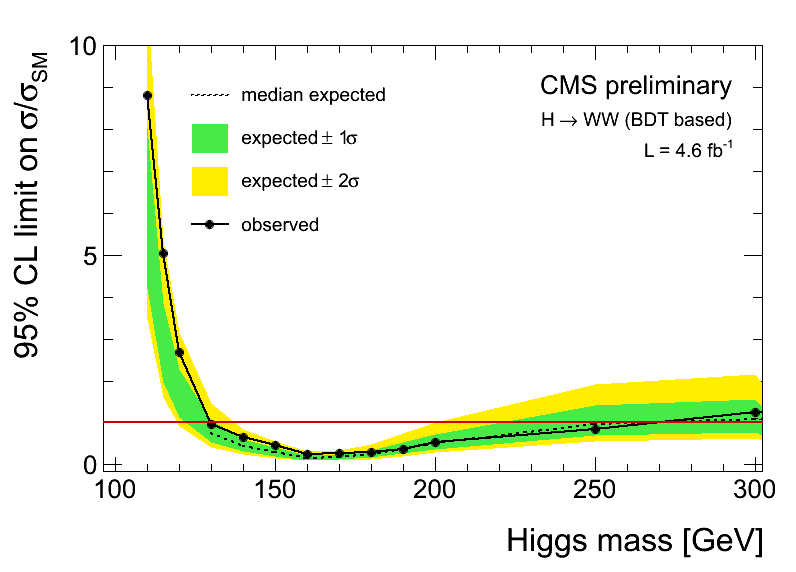 10
5
0
95% CL limit on σ/σSM
median expected
expected ± 1σ
expected ± 2σ
observed
CMS preliminary
H → WW (BDT based)
L = 4.6 fb-1
100 150 200 250 300
Higgs mass [GeV]